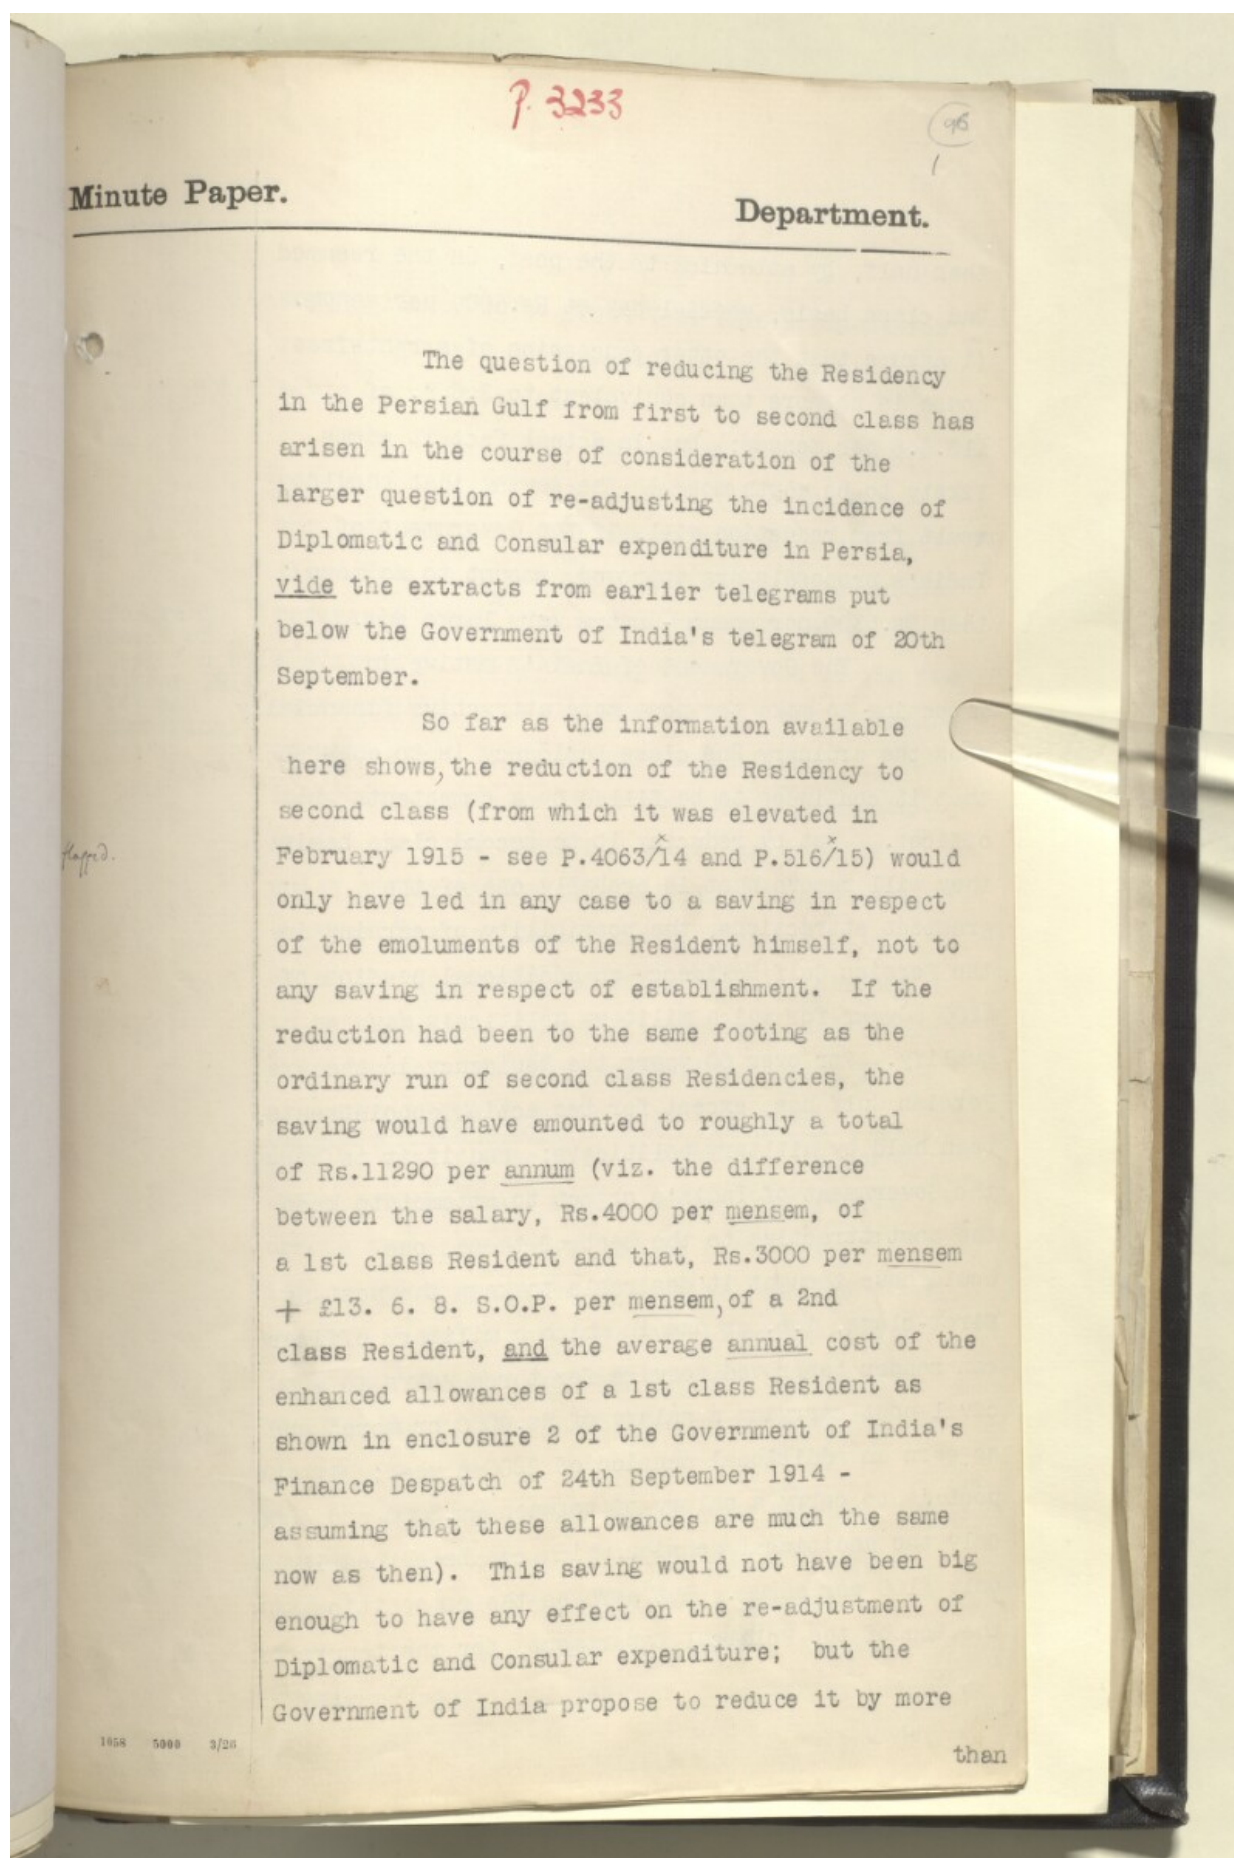 P. 3233
96
1
Minute Paper.
Department.
The question of reducing the Residency
in the Persian Gulf from first to second class has
arisen in the course of consideration of the
larger question of re-adjusting the incidence of
Diplomatic and Consular expenditure in Persia,
vide the extracts from earlier telegrams put
below the Government of India's telegram of 20th
September.
So far as the information available
here shows, the reduction of the Residency to
second class (from which it was elevated in
flagged.
February 1915 - see P.4063/14 and P.516/15) would
only have led in any case to a saving in respect
of the emoluments of the Resident himself, not to
any saving in respect of establishment. If the
reduction had been to the same footing as the
ordinary run of second class Residencies, the
saving would have amounted to roughly a total
of Rs.11290 per annum (viz. the difference
between the salary, Rs.4000 per mensem, of
a 1st class Resident and that, Rs.3000 per mensem
+ £13. 6. 8. S.O.P. per mensem, of a 2nd
class Resident, and the average annual cost of the
enhanced allowances of a 1st class Resident as
shown in enclosure 2 of the Government of India's
Finance Despatch of 24th September 1914 -
assuming that these allowances are much the same
now as then). This saving would not have been big
enough to have any effect on the re-adjustment of
Diplomatic and Consular expenditure; but the
Government of India propose to reduce it by more
than
1058 5000 3/26